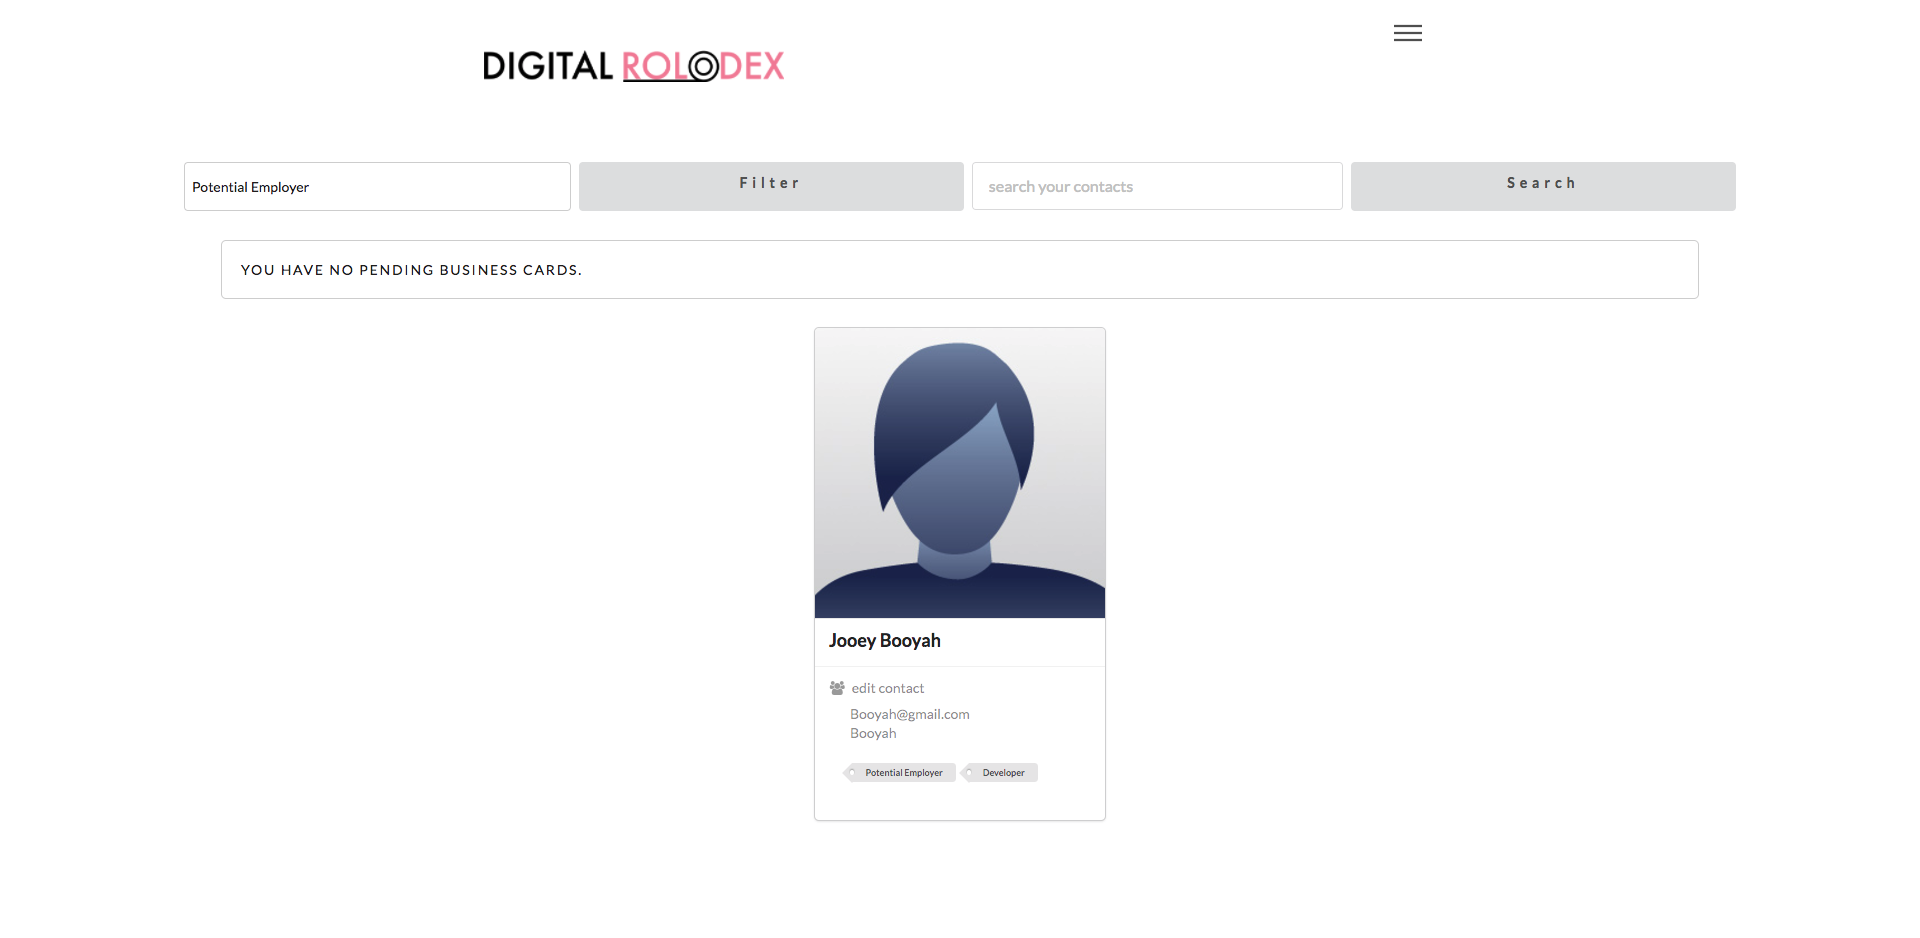 DIGITAL ROLODEX
Potential Employer
Filter
search your contacts
Search
YOU HAVE NO PENDING BUSINESS CARDS.
Jooey Booyah
edit contact
Booyah@gmail.com
Booyah
Potential Employer
Developer